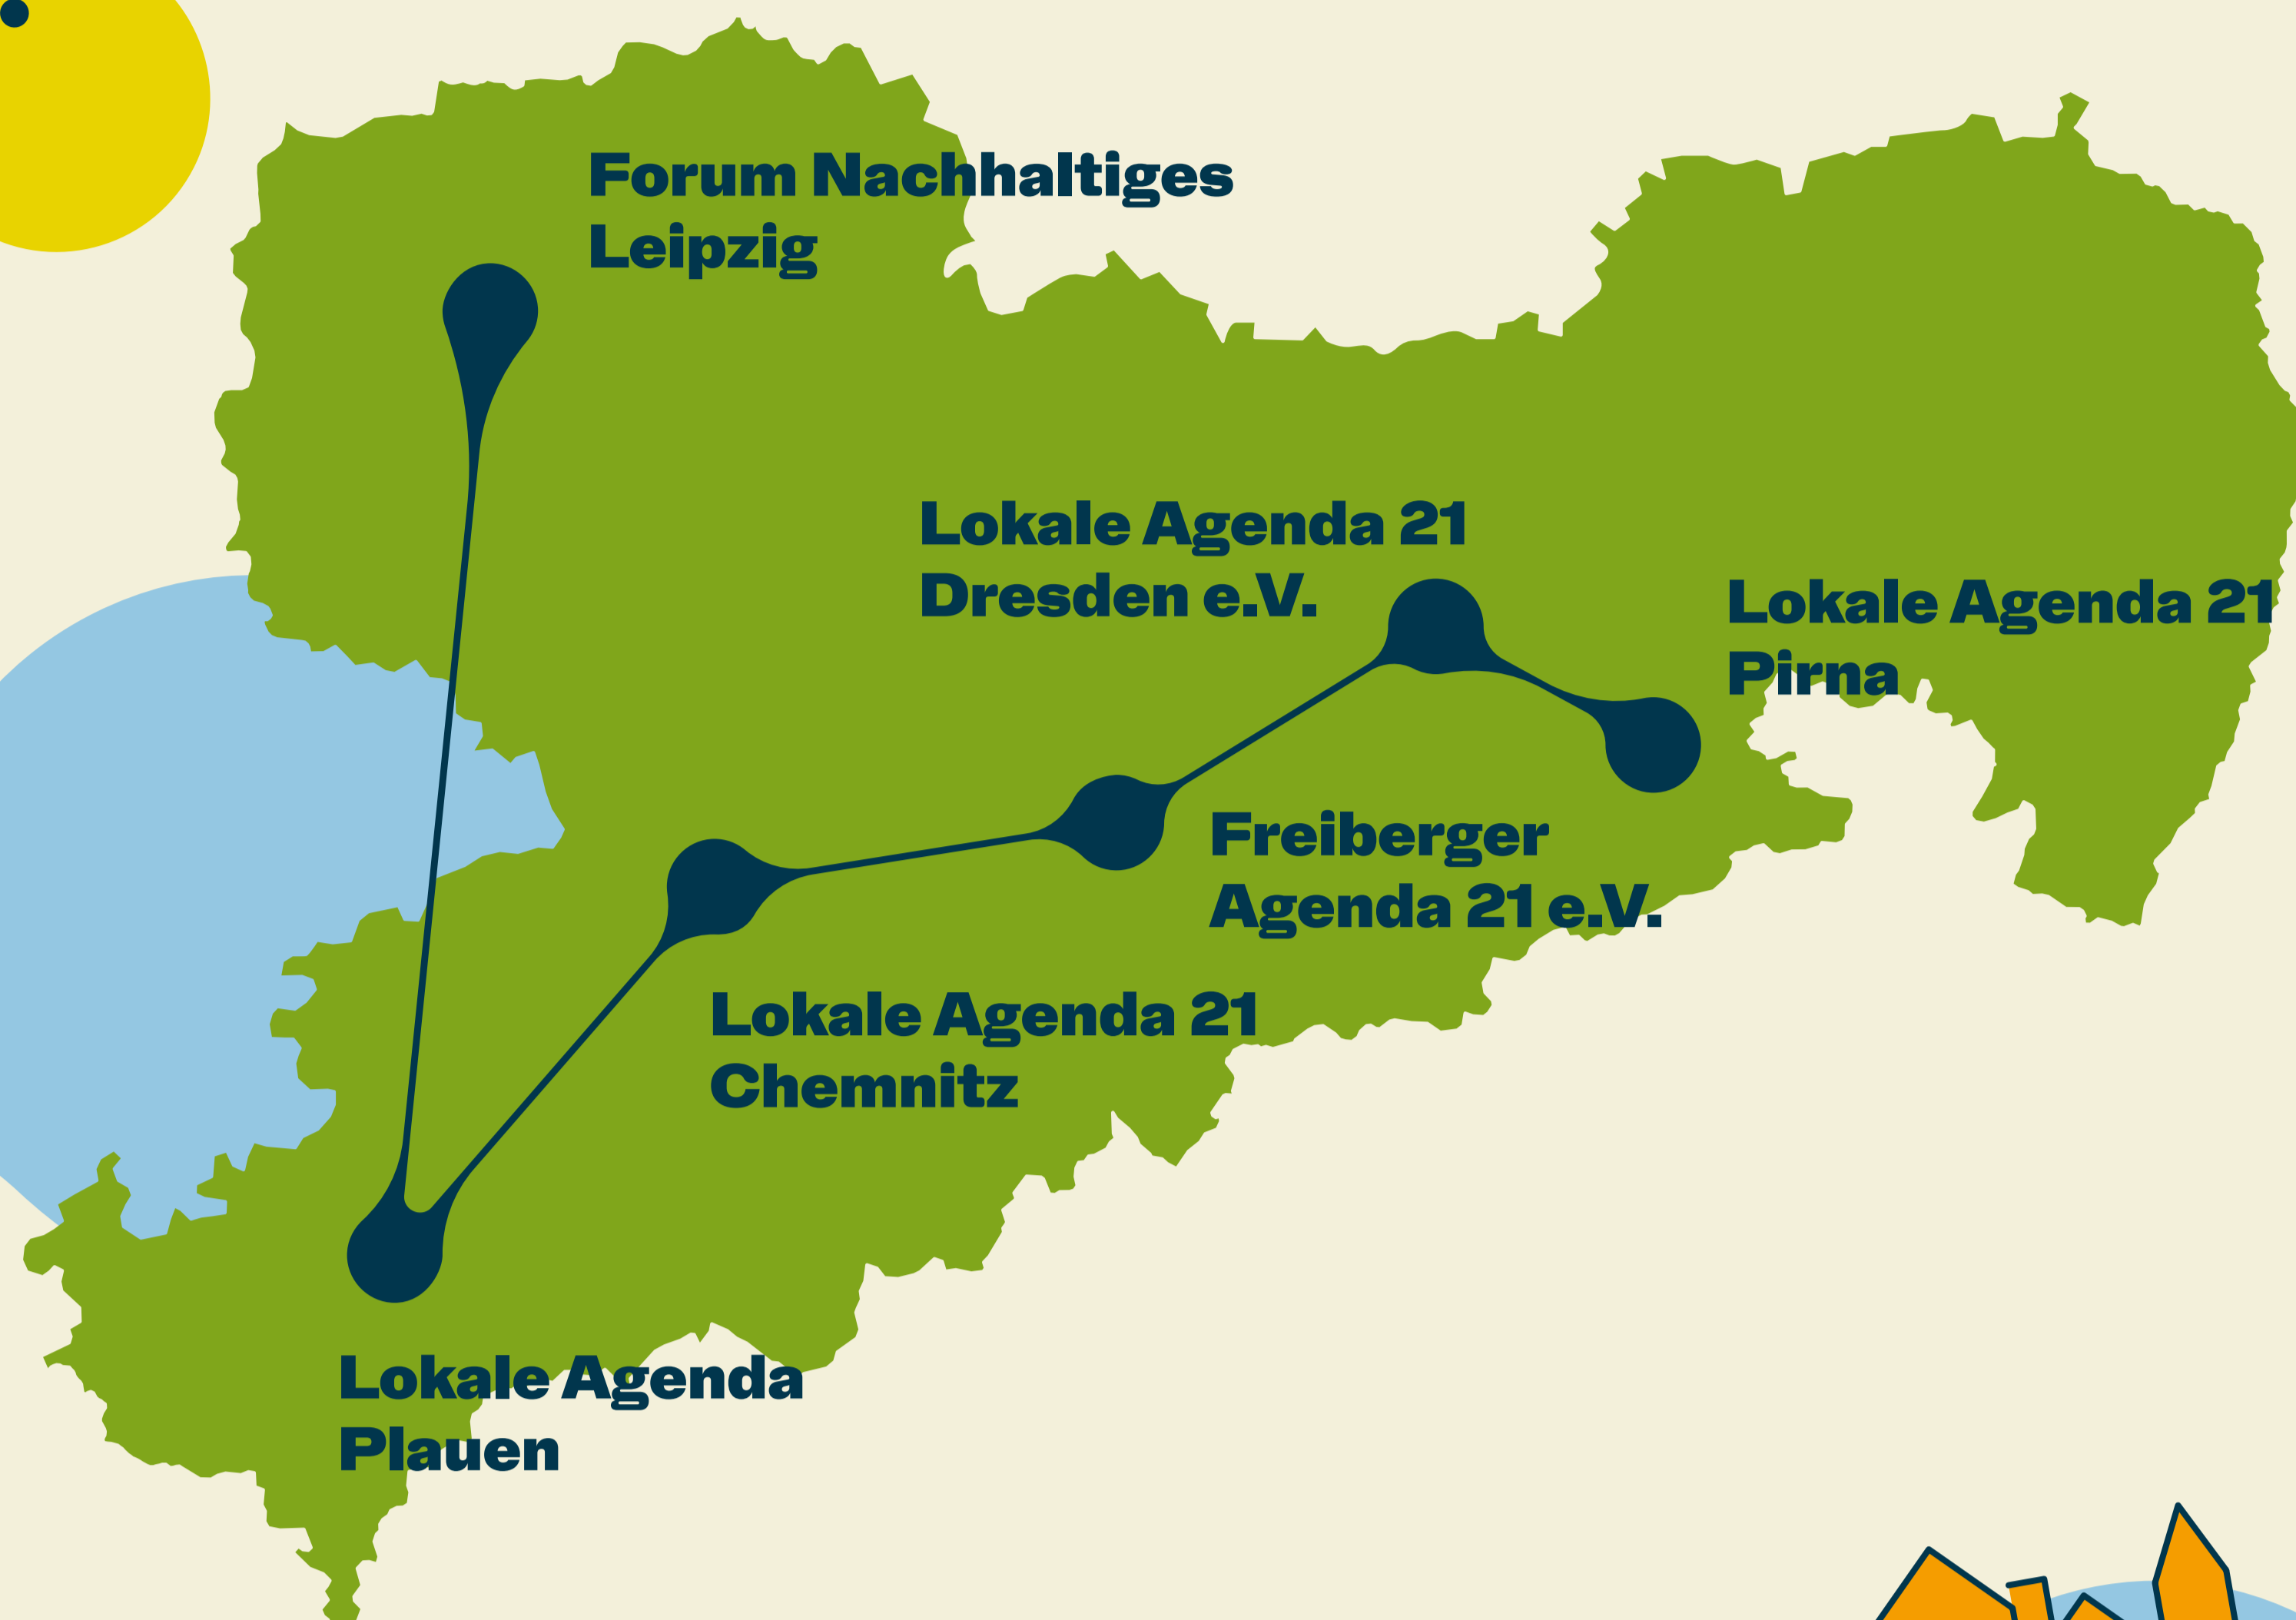 Forum Nachhaltiges
Leipzig
Lokale Agenda 21
Dresden e.V.
Lokale Agenda 21
Pirna
Freiberger
Agenda 21 e.V.
Lokale Agenda 21
Chemnitz
Lokale Agenda
Plauen